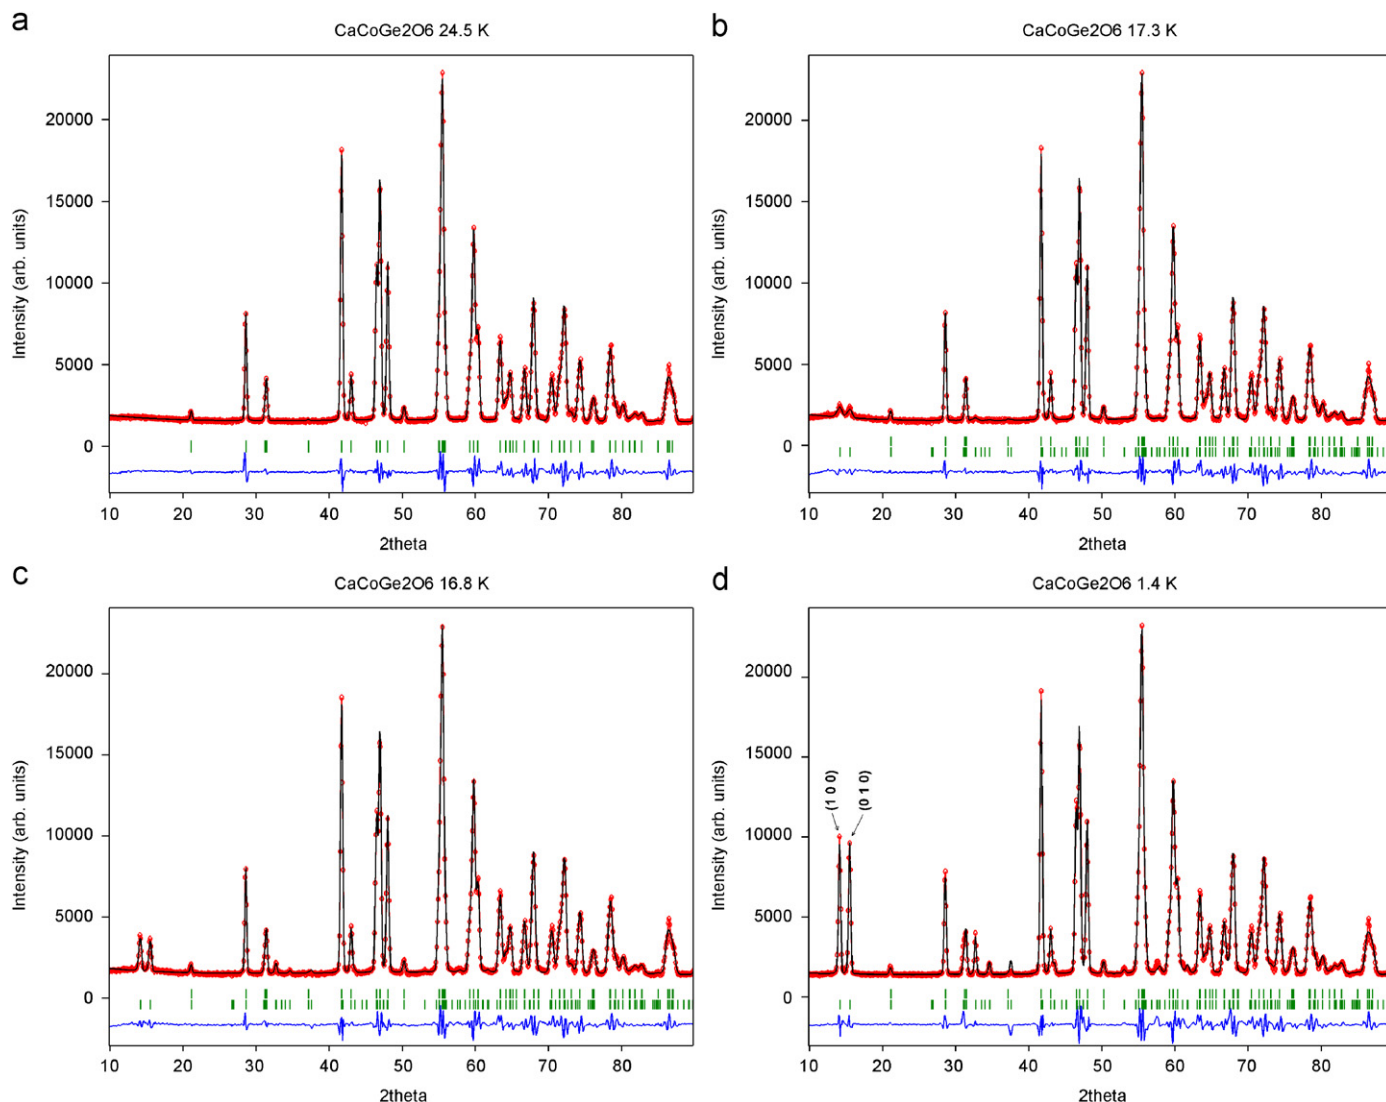 a
CaCoGe2O6 24.5 K
20000
15000
10000
5000
0
Intensity (arb. units)
10 20 30 40 50 60 70 80
2theta
b
CaCoGe2O6 17.3 K
20000
15000
10000
5000
0
Intensity (arb. units)
10 20 30 40 50 60 70 80
2theta
c
CaCoGe2O6 16.8 K
20000
15000
10000
5000
0
Intensity (arb. units)
10 20 30 40 50 60 70 80
2theta
d
CaCoGe2O6 1.4 K
20000
15000
10000
5000
0
Intensity (arb. units)
(1 0 0)
(0 1 0)
10 20 30 40 50 60 70 80
2theta